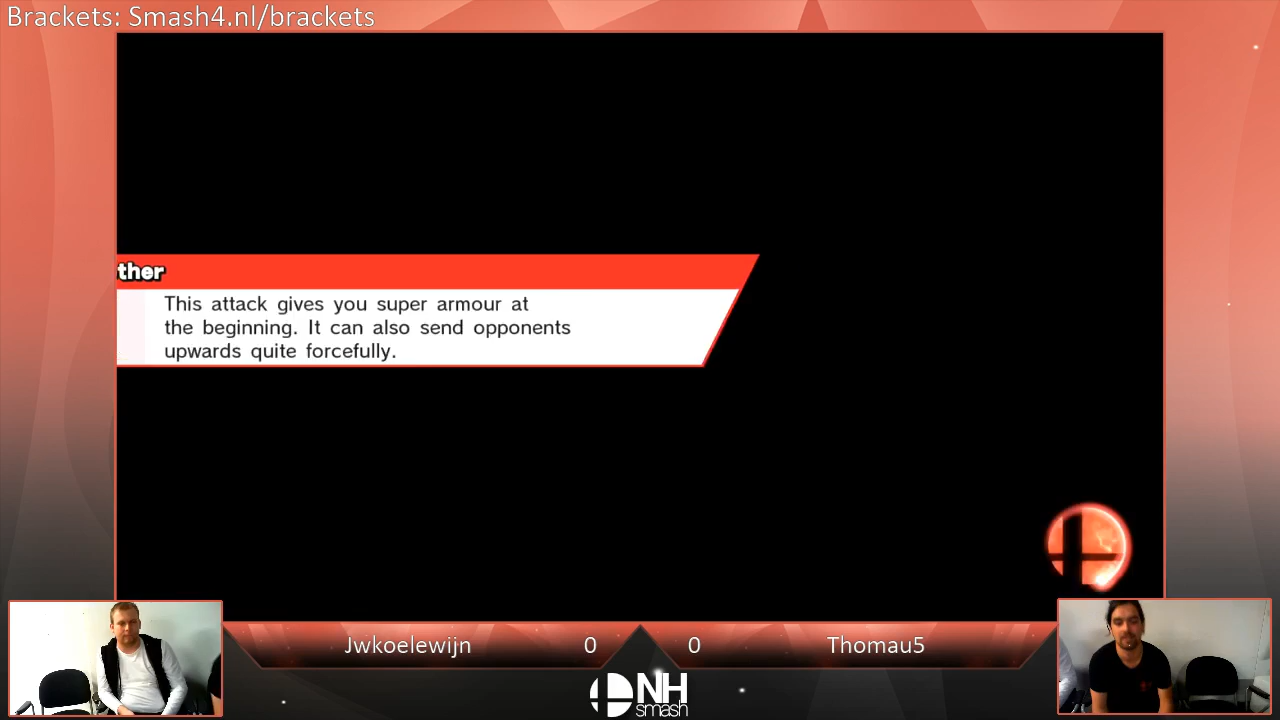 Brackets: Smash4.nl/brackets
ther
This attack gives you super armour at
the beginning. It can also send opponents
upwards quite forcefully.
Jwkoelewijn 0 0 Thomau5
NH
smash